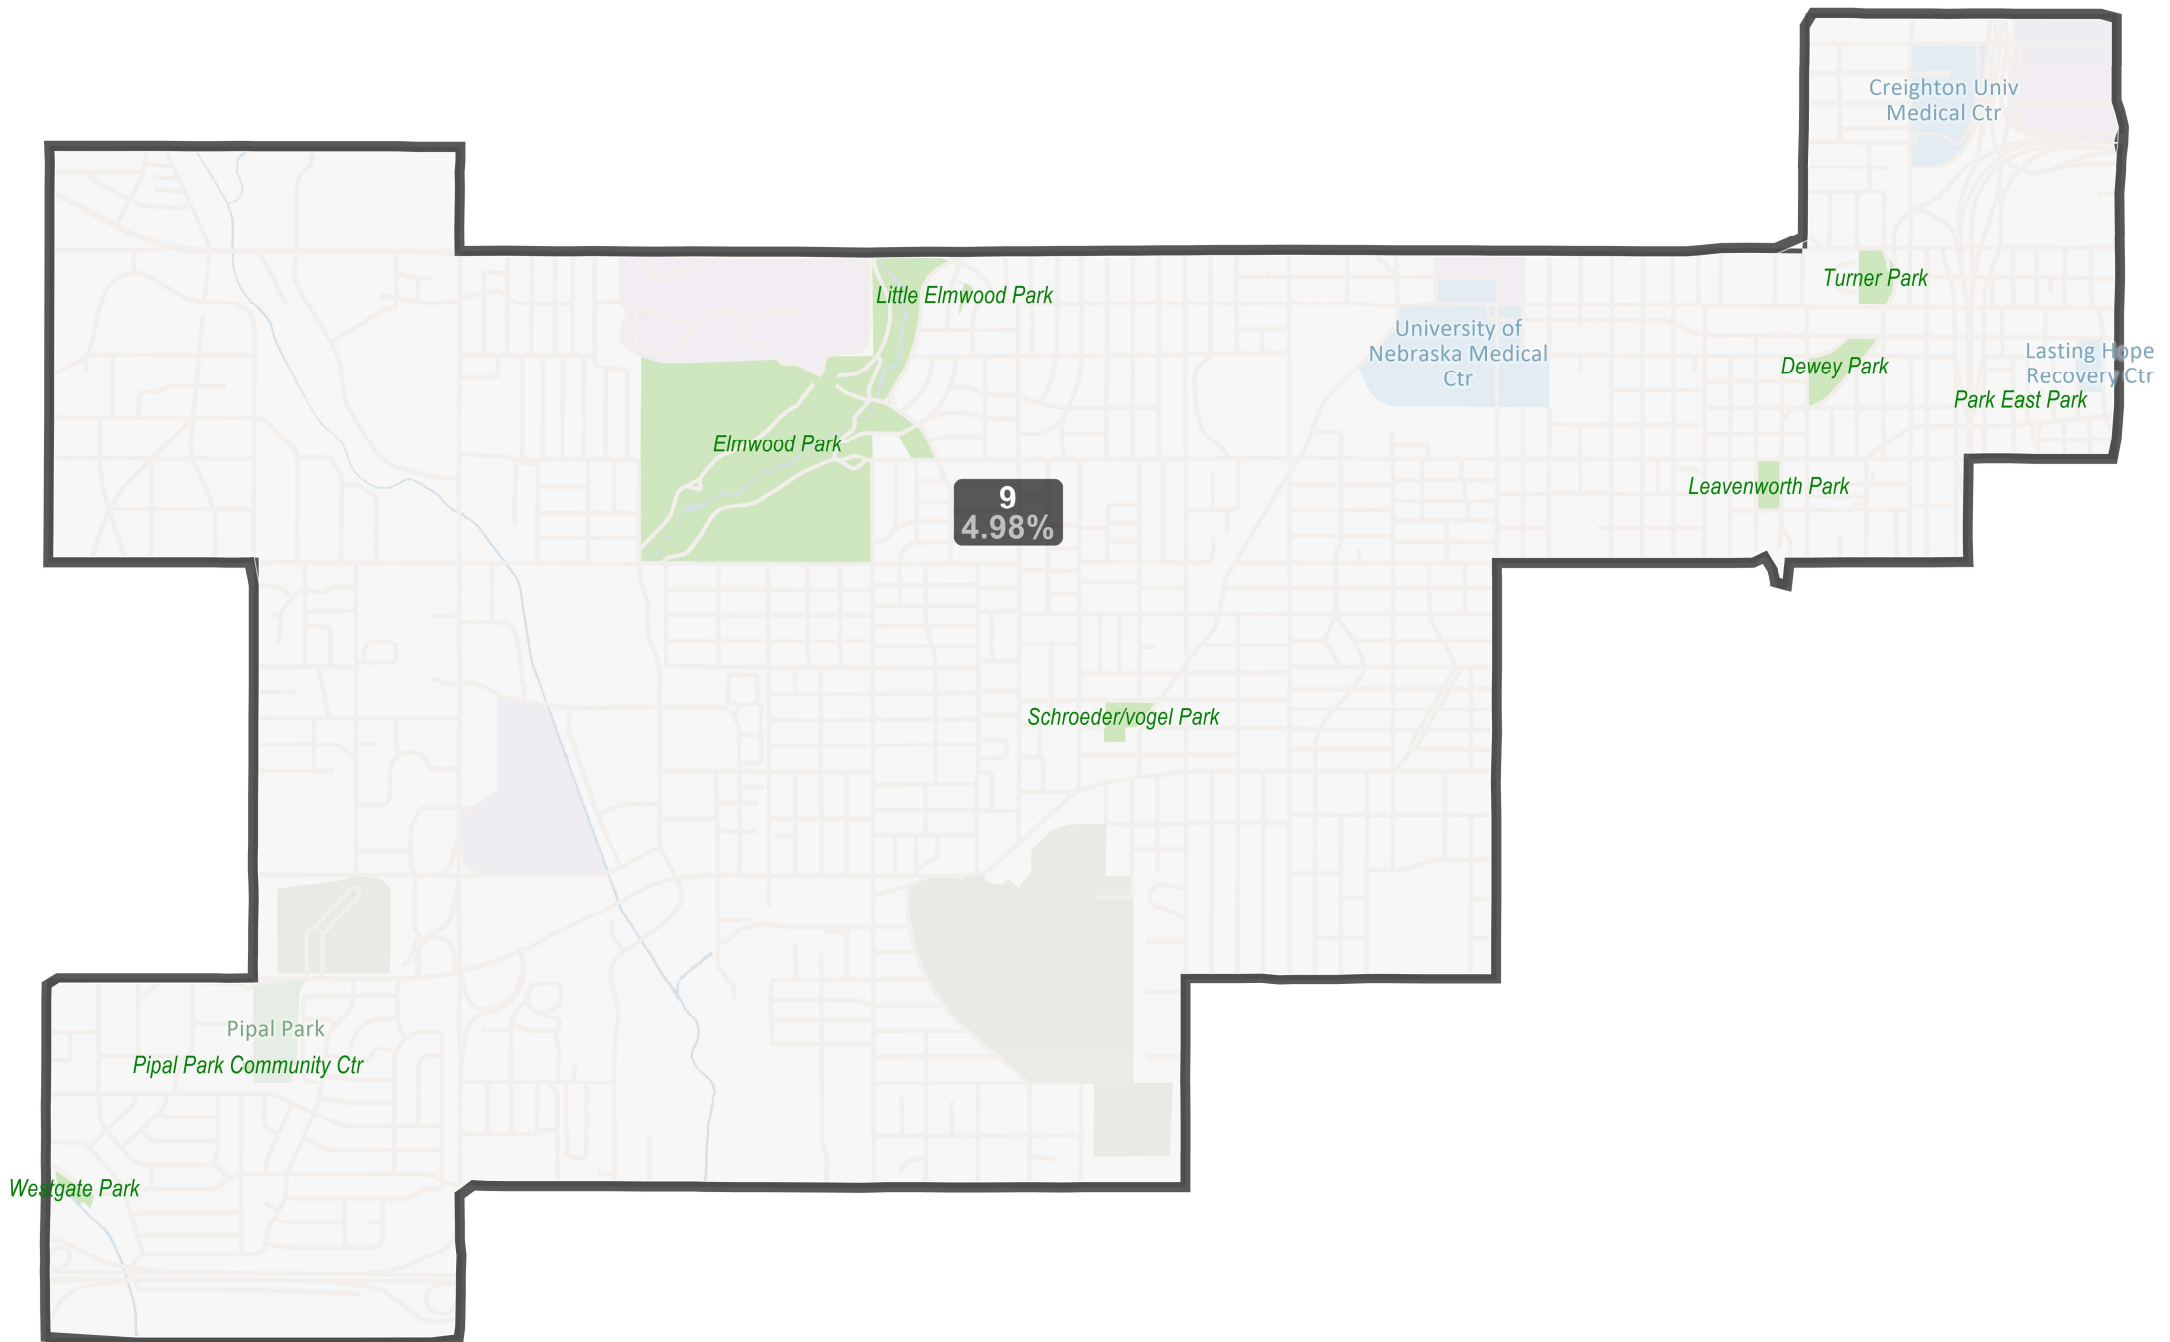 Creighton Univ
Medical Ctr
Turner Park
Little Elmwood Park
University of
Nebraska Medical
Ctr
Lasting Hope
Recovery Ctr
Dewey Park
Park East Park
Elmwood Park
Leavenworth Park
9
4.98%
Schroeder/vogel Park
Pipal Park
Pipal Park Community Ctr
Westgate Park